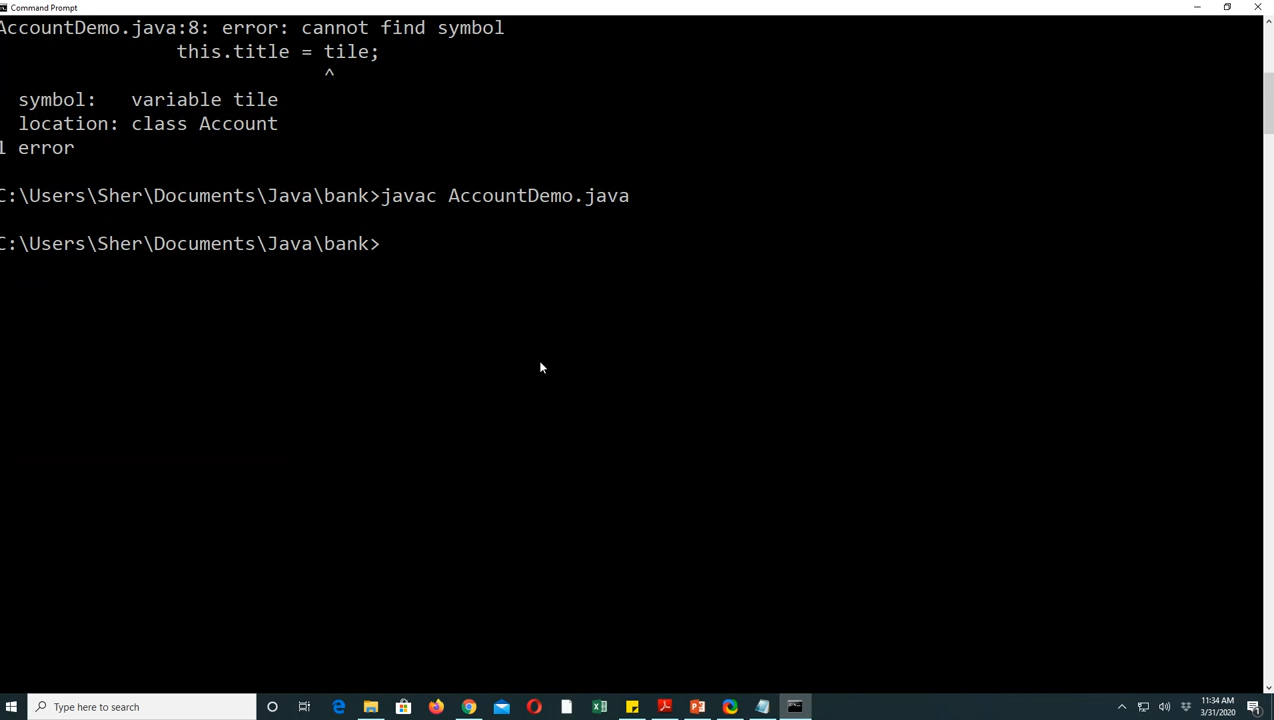 Command Prompt
AccountDemo.java:8: error: cannot find symbol
this.title = tile;
^
symbol: variable tile
location: class Account
1 error
C:\Users\Sher\Documents\Java\bank>javac AccountDemo.java
C:\Users\Sher\Documents\Java\bank>
Type here to search
11:34 AM
3/31/2020
1